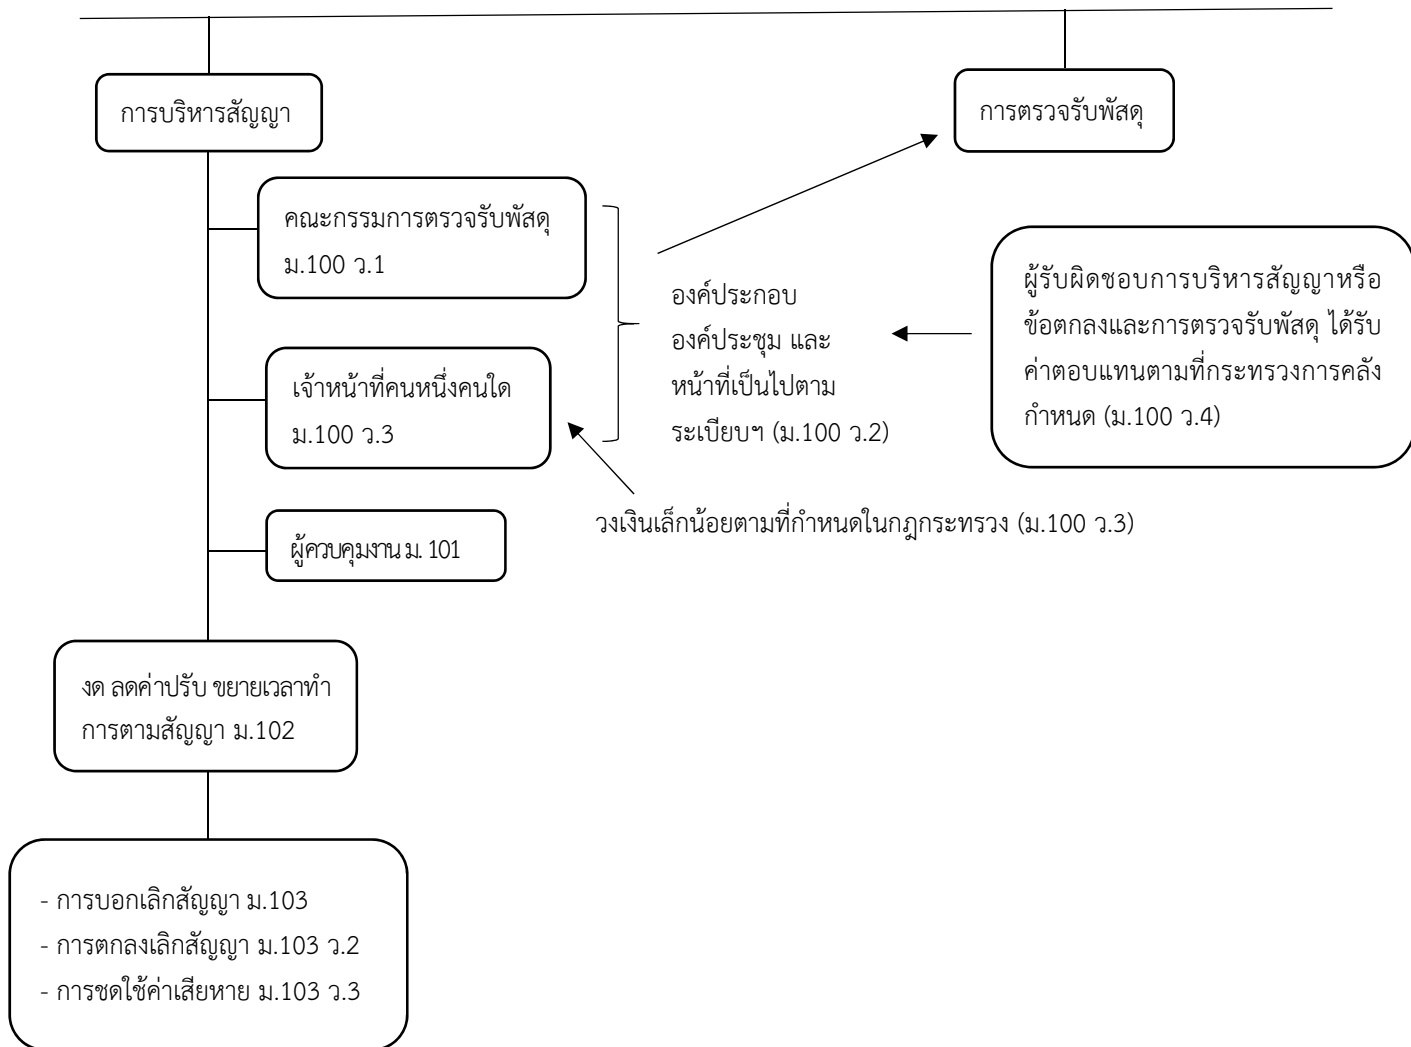 การบริหารสัญญา
การตรวจรับพัสดุ
คณะกรรมการตรวจรับพัสดุ
ม.100 ว.1
เจ้าหน้าที่คนหนึ่งคนใด
ม.100 ว.3
องค์ประกอบ
องค์ประชุม และ
หน้าที่เป็นไปตาม
ระเบียบฯ (ม.100 ว.2)
ผู้รับผิดชอบการบริหารสัญญาหรือ
ข้อตกลงและการตรวจรับพัสดุ ได้รับ
ค่าตอบแทนตามที่กระทรวงการคลัง
กำหนด (ม.100 ว.4)
วงเงินเล็กน้อยตามที่กำหนดในกฎกระทรวง (ม.100 ว.3)
ผู้ควบคุมงาน ม. 101
งด ลดค่าปรับ ขยายเวลาทำ
การตามสัญญา ม.102
- การบอกเลิกสัญญา ม.103
- การตกลงเลิกสัญญา ม.103 ว.2
- การชดใช้ค่าเสียหาย ม.103 ว.3